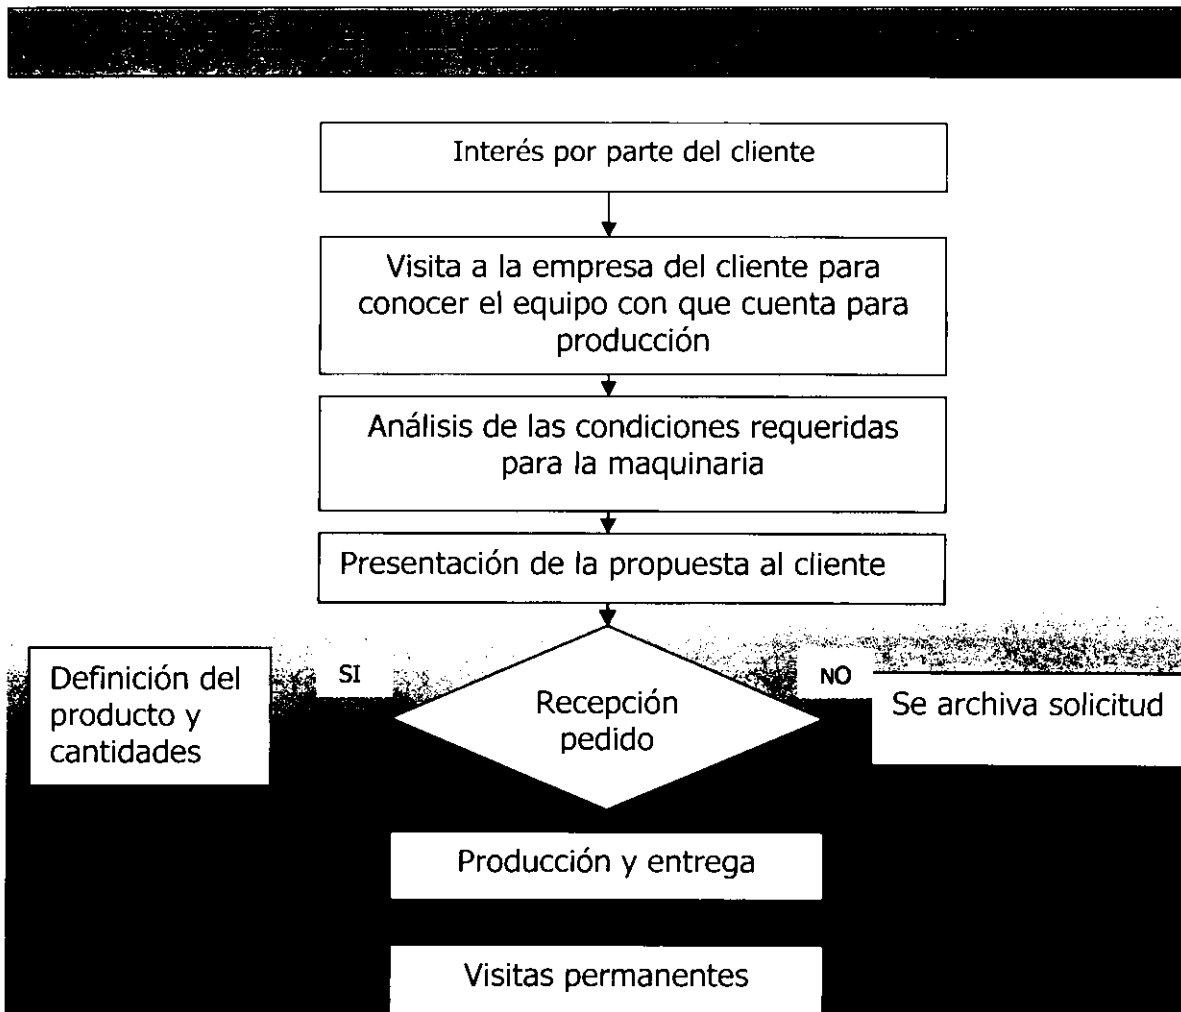 Interés por parte del cliente
Visita a la empresa del cliente para
conocer el equipo con que cuenta para
producción
Análisis de las condiciones requeridas
para la maquinaria
Presentación de la propuesta al cliente
Definición del
producto y
cantidades
SI
Recepción
pedido
NO
Se archiva solicitud
Producción y entrega
Visitas permanentes